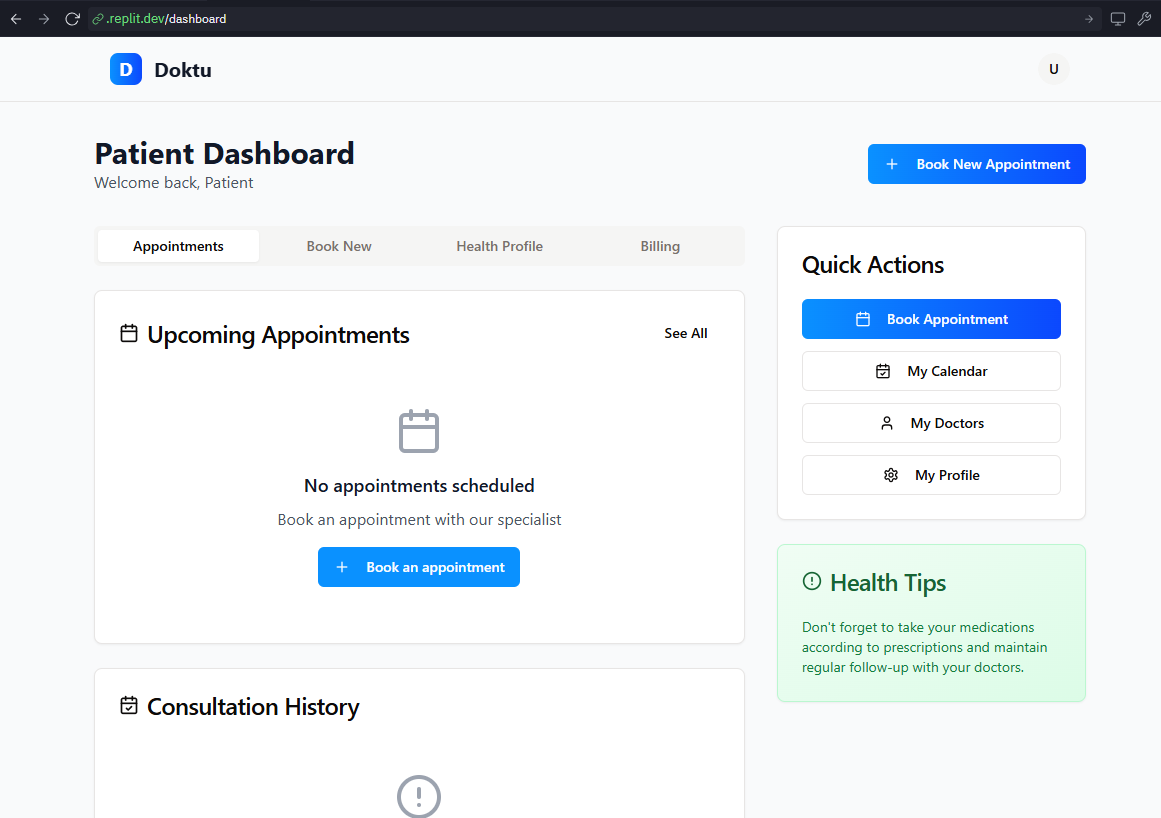 .replit.dev/dashboard
D Doktu
U
Patient Dashboard
Welcome back, Patient
Book New Appointment
Appointments Book New Health Profile Billing
Upcoming Appointments See All
No appointments scheduled
Book an appointment with our specialist
Book an appointment
Consultation History
Quick Actions
Book Appointment
My Calendar
My Doctors
My Profile
Health Tips
Don't forget to take your medications
according to prescriptions and maintain
regular follow-up with your doctors.